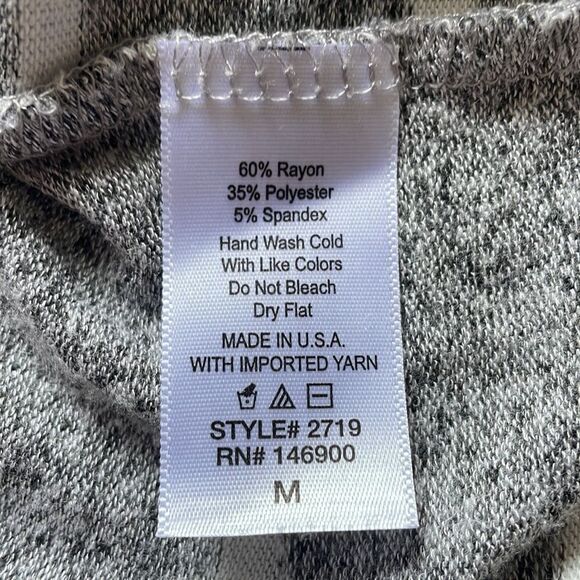 60% Rayon
35% Polyester
5% Spandex
Hand Wash Cold
With Like Colors
Do Not Bleach
Dry Flat
MADE IN U.S.A.
WITH IMPORTED YARN
STYLE# 2719
RN# 146900
M